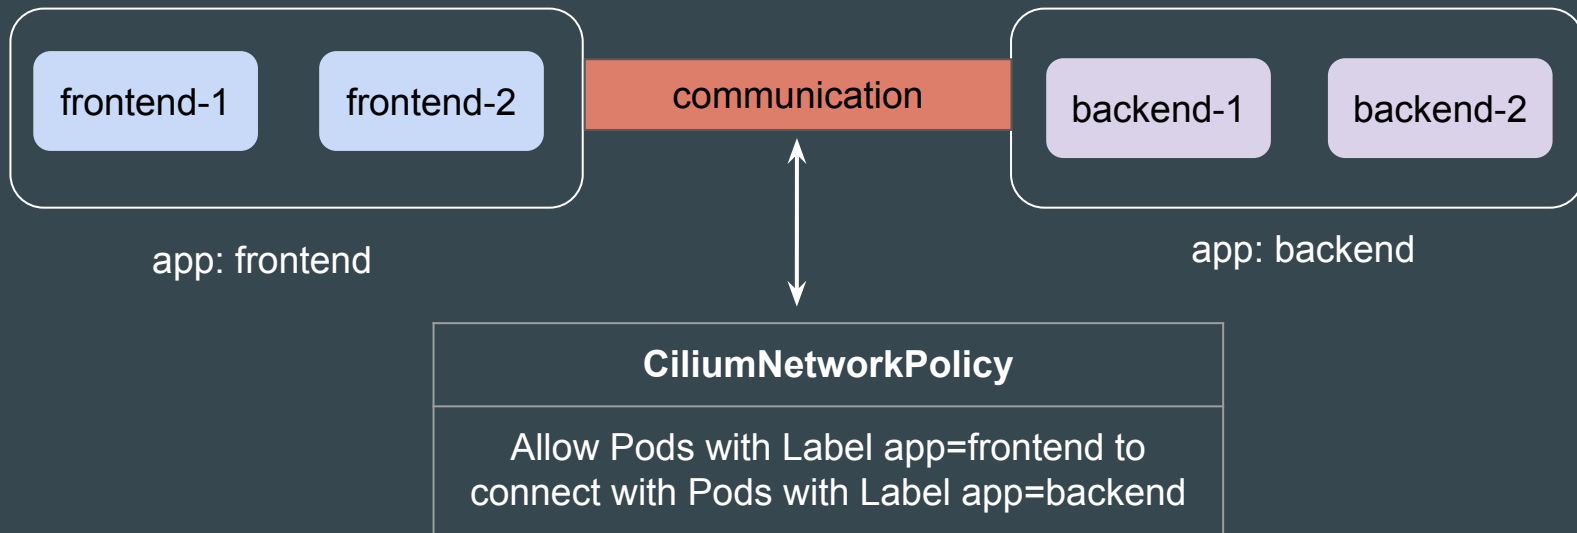 frontend-1
frontend-2
communication
backend-1
backend-2
app: frontend
app: backend
CiliumNetworkPolicy
Allow Pods with Label app=frontend to
connect with Pods with Label app=backend